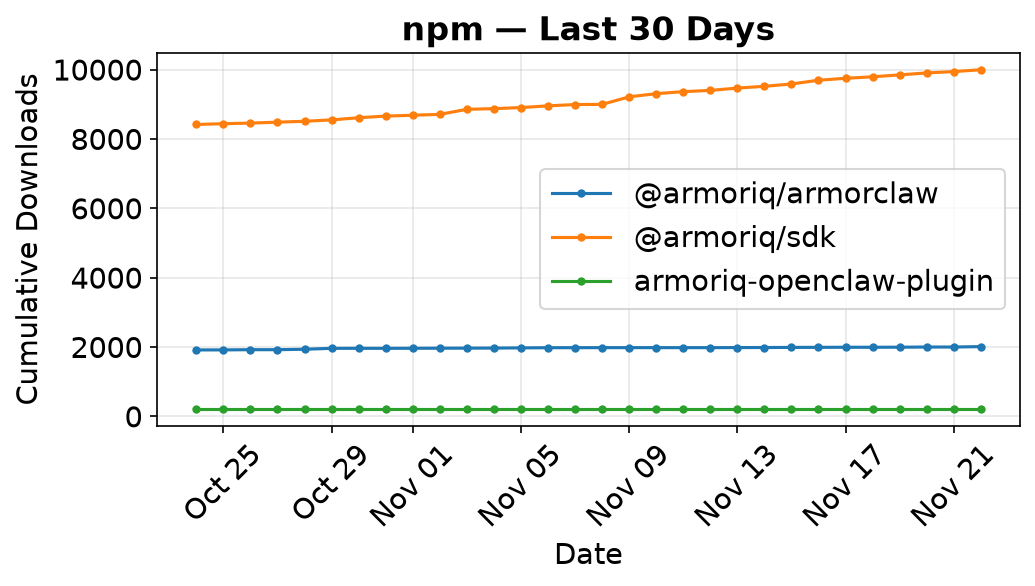 npm — Last 30 Days
Cumulative Downloads
10000
8000
6000
4000
2000
0
@armoriq/armorclaw
@armoriq/sdk
armoriq-openclaw-plugin
Oct 25
Oct 29
Nov 01
Nov 05
Nov 09
Nov 13
Nov 17
Nov 21
Date